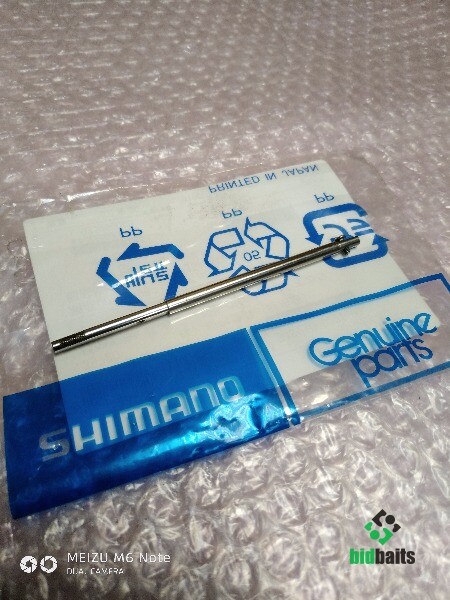 PRINTED IN JAPAN
PP
PP
PP
05
SHIMANO
Genuine
parts
MEIZU M6 Note
DUAL CAMERA
bidbaits